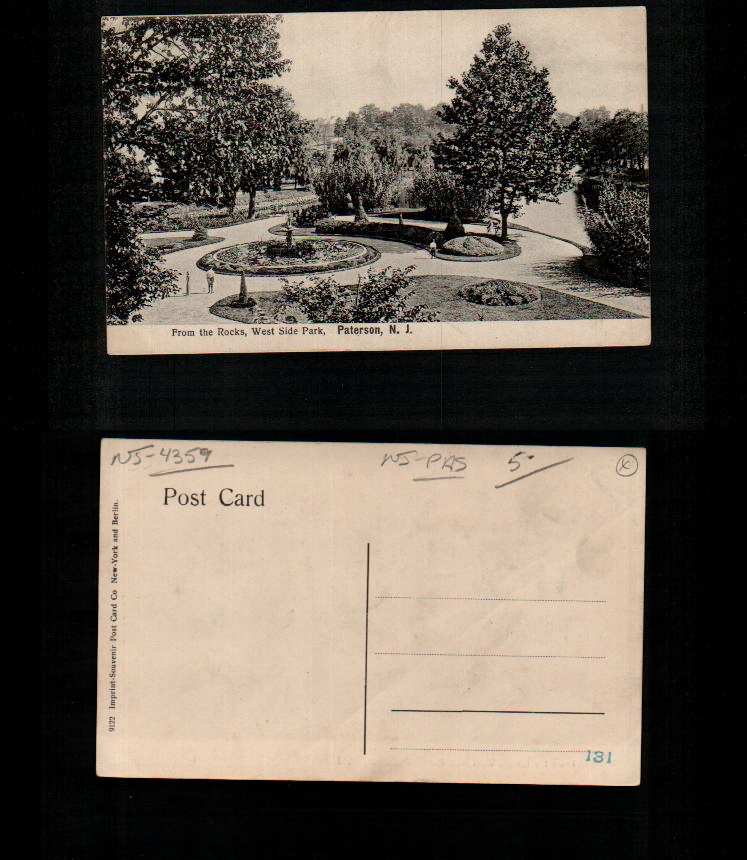 From the Rocks, West Side Park, Paterson, N. J.
NJ-4359 NJ-PAS 5-
Post Card
9122 Imprint-Souvenir Post Card Co New-York and Berlin.
131